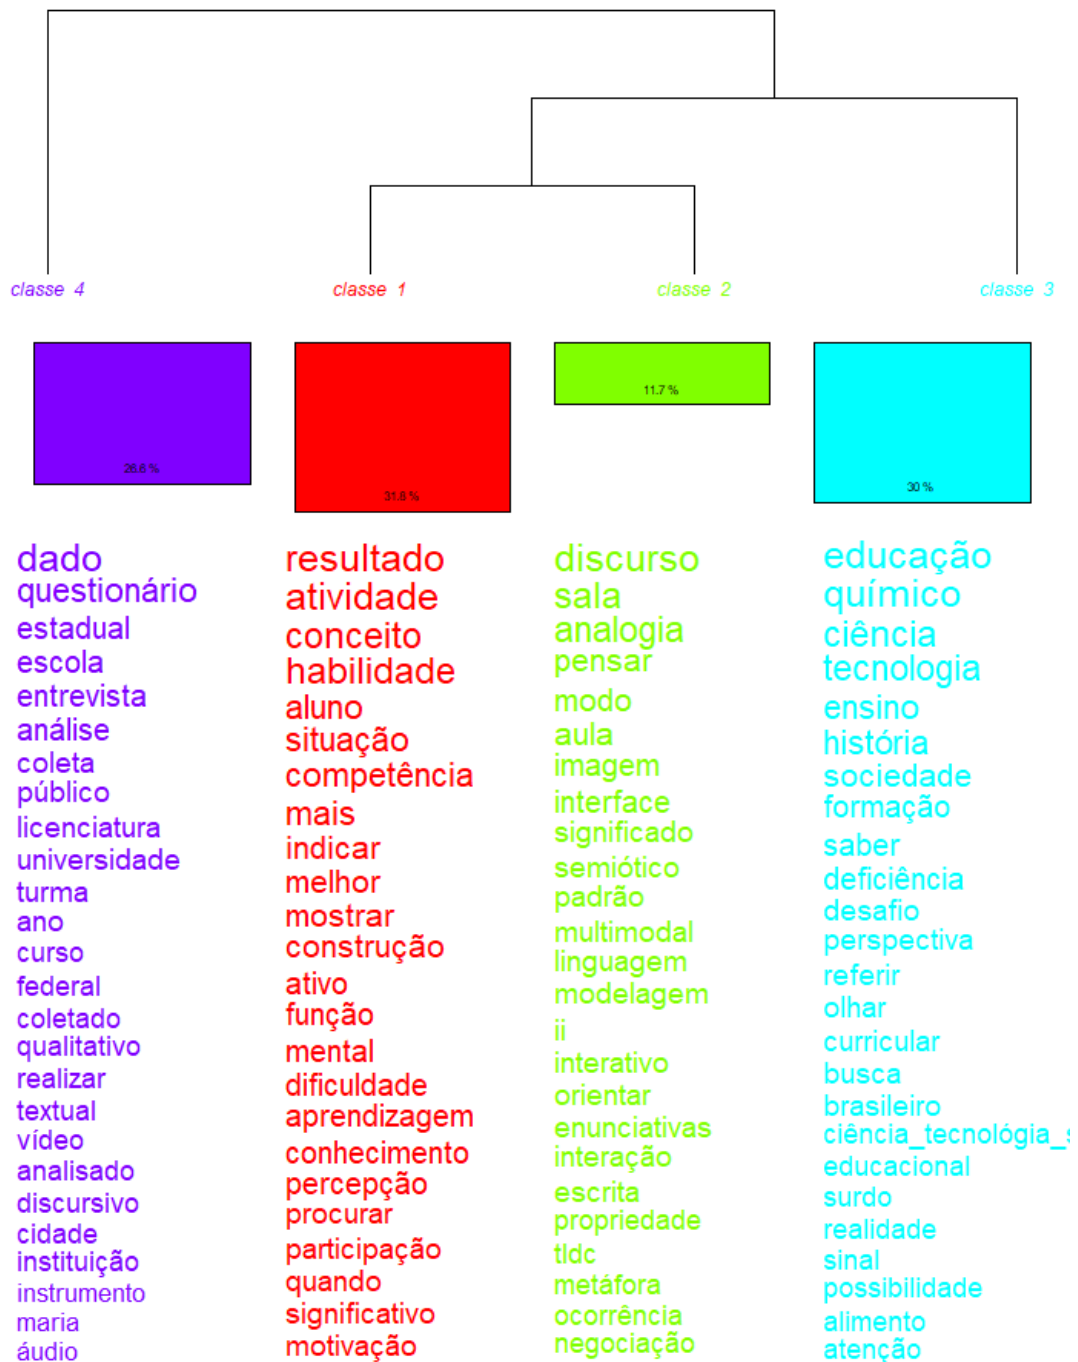 classe 4
classe 1
classe 2
classe 3
26.6 %
31.8 %
11.7 %
30 %
dado
questionário
estadual
escola
entrevista
análise
coleta
público
licenciatura
universidade
turma
ano
curso
federal
coletado
qualitativo
realizar
textual
vídeo
analisado
discursivo
cidade
instituição
instrumento
maria
áudio
resultado
atividade
conceito
habilidade
aluno
situação
competência
mais
indicar
melhor
mostrar
construção
ativo
função
mental
dificuldade
aprendizagem
conhecimento
percepção
procurar
participação
quando
significativo
motivação
discurso
sala
analogia
pensar
modo
aula
imagem
interface
significado
semiótico
padrão
multimodal
linguagem
modelagem
ii
interativo
orientar
enunciativas
interação
escrita
propriedade
tldc
metáfora
ocorrência
negociação
educação
químico
ciência
tecnologia
ensino
história
sociedade
formação
saber
deficiência
desafio
perspectiva
referir
olhar
curricular
busca
brasileiro
ciência_tecnológia_s
educacional
surdo
realidade
sinal
possibilidade
alimento
atenção